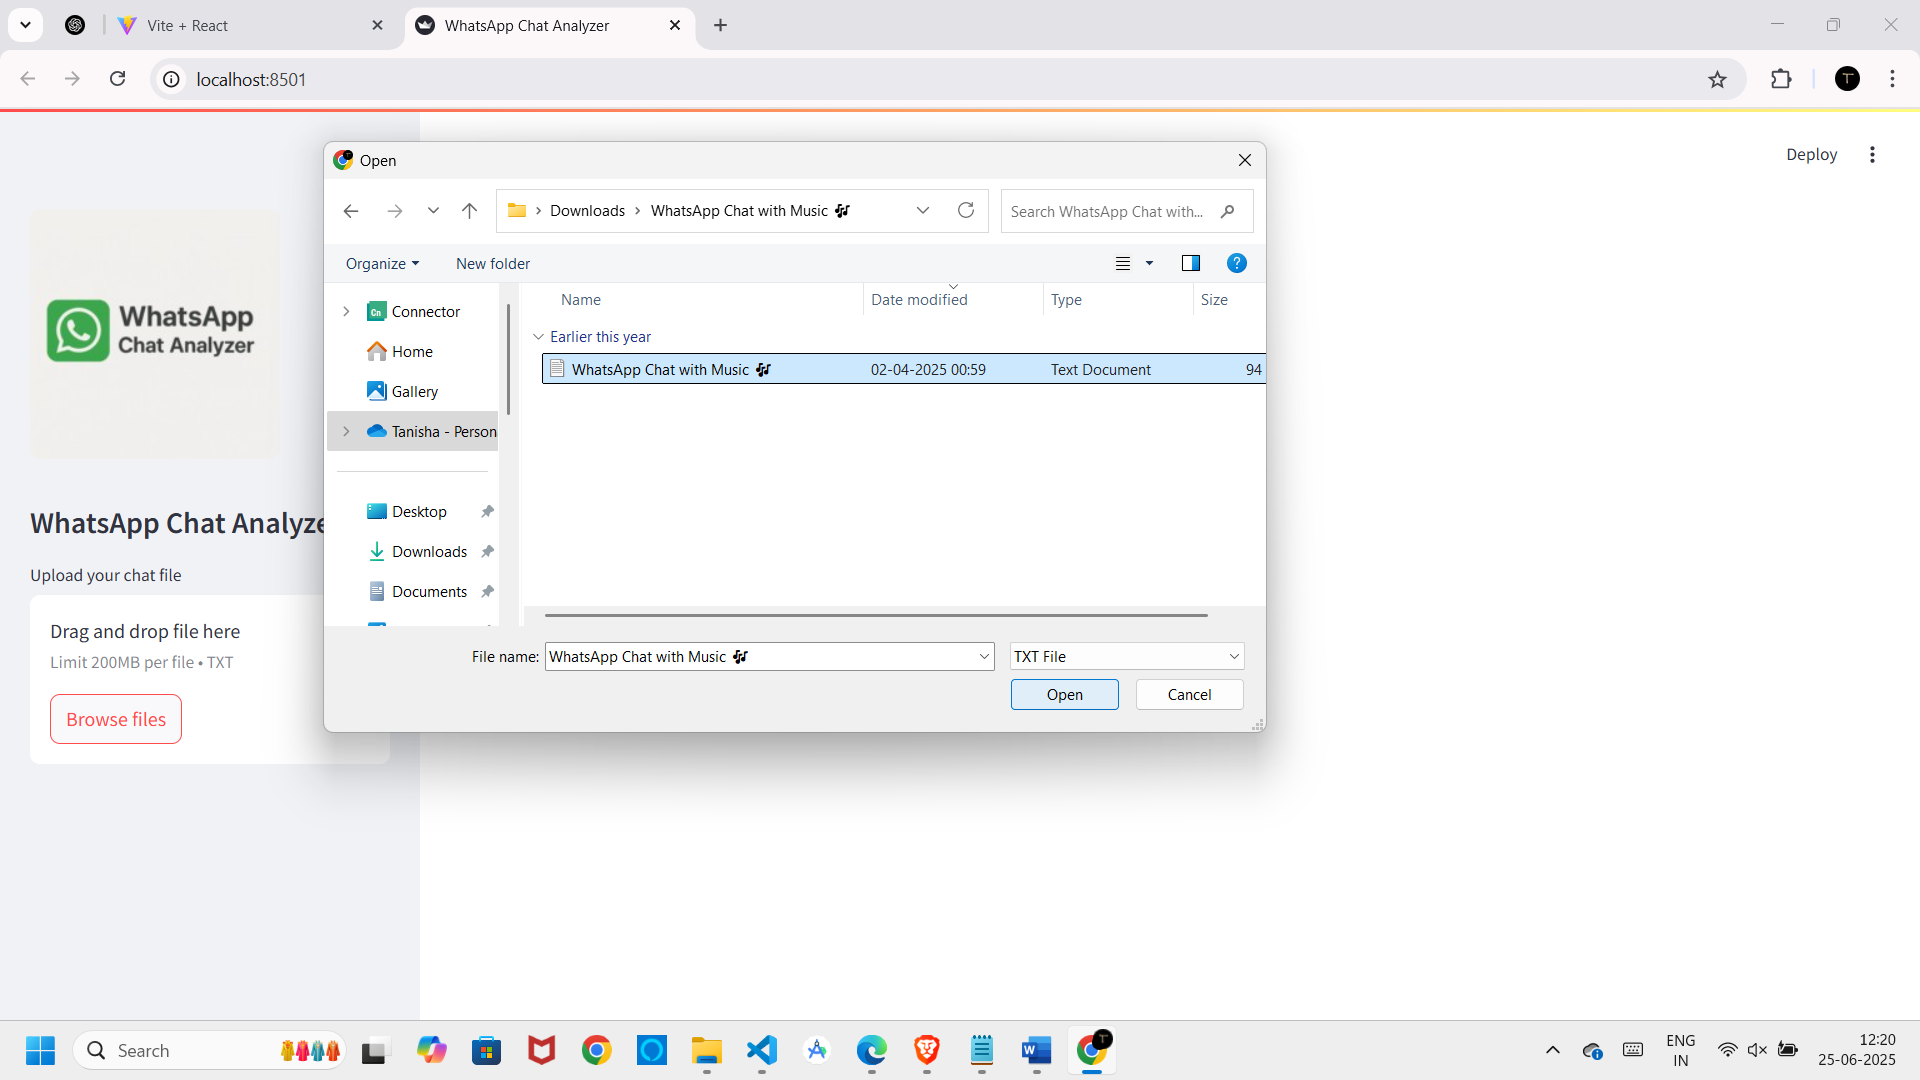 Vite + React
WhatsApp Chat Analyzer
localhost:8501
T
Deploy
WhatsApp
Chat Analyzer
WhatsApp Chat Analyze
Upload your chat file
Drag and drop file here
Limit 200MB per file • TXT
Browse files
Open
Downloads > WhatsApp Chat with Music 🎶
Search WhatsApp Chat with...
Organize
New folder
?
Cn Connector
Home
Gallery
Tanisha - Person
Desktop
Downloads
Documents
Name Date modified Type Size
Earlier this year
WhatsApp Chat with Music 🎶 02-04-2025 00:59 Text Document 94
File name: WhatsApp Chat with Music 🎶
TXT File
Open
Cancel
Search
W
T
ENG
IN
12:20
25-06-2025